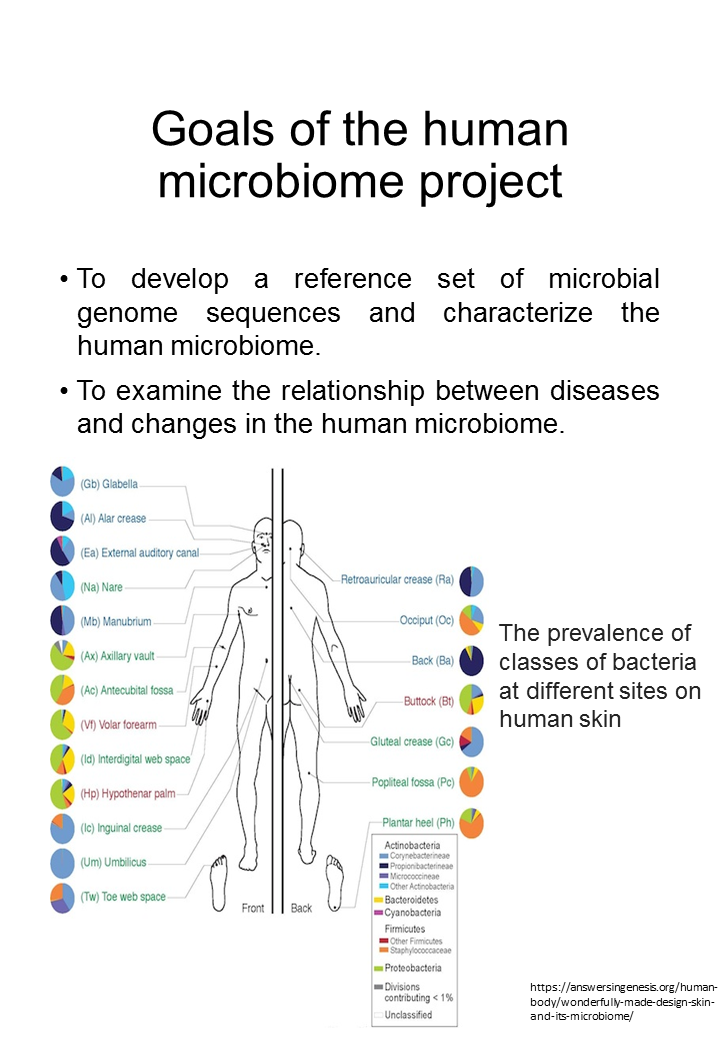 Goals of the human
microbiome project
• To develop a reference set of microbial
genome sequences and characterize the
human microbiome.
• To examine the relationship between diseases
and changes in the human microbiome.
(Gb) Glabella
(Al) Alar crease
(Ea) External auditory canal
(Na) Nare
(Mb) Manubrium
(Ax) Axillary vault
(Ac) Antecubital fossa
(Vf) Volar forearm
(Id) Interdigital web space
(Hp) Hypothenar palm
(Ic) Inguinal crease
(Um) Umbilicus
(Tw) Toe web space
Front
Back
Retroauricular crease (Ra)
Occiput (Oc)
Back (Ba)
Buttock (Bt)
Gluteal crease (Gc)
Popliteal fossa (Pc)
Plantar heel (Ph)
Actinobacteria
Corynebacterineae
Propionibacterineae
Micrococcineae
Other Actinobacteria
Bacteroidetes
Cyanobacteria
Firmicutes
Other Firmicutes
Staphylococcaceae
Proteobacteria
Divisions
contributing < 1%
Unclassified
The prevalence of
classes of bacteria
at different sites on
human skin
https://answersingenesis.org/human-
body/wonderfully-made-design-skin-
and-its-microbiome/